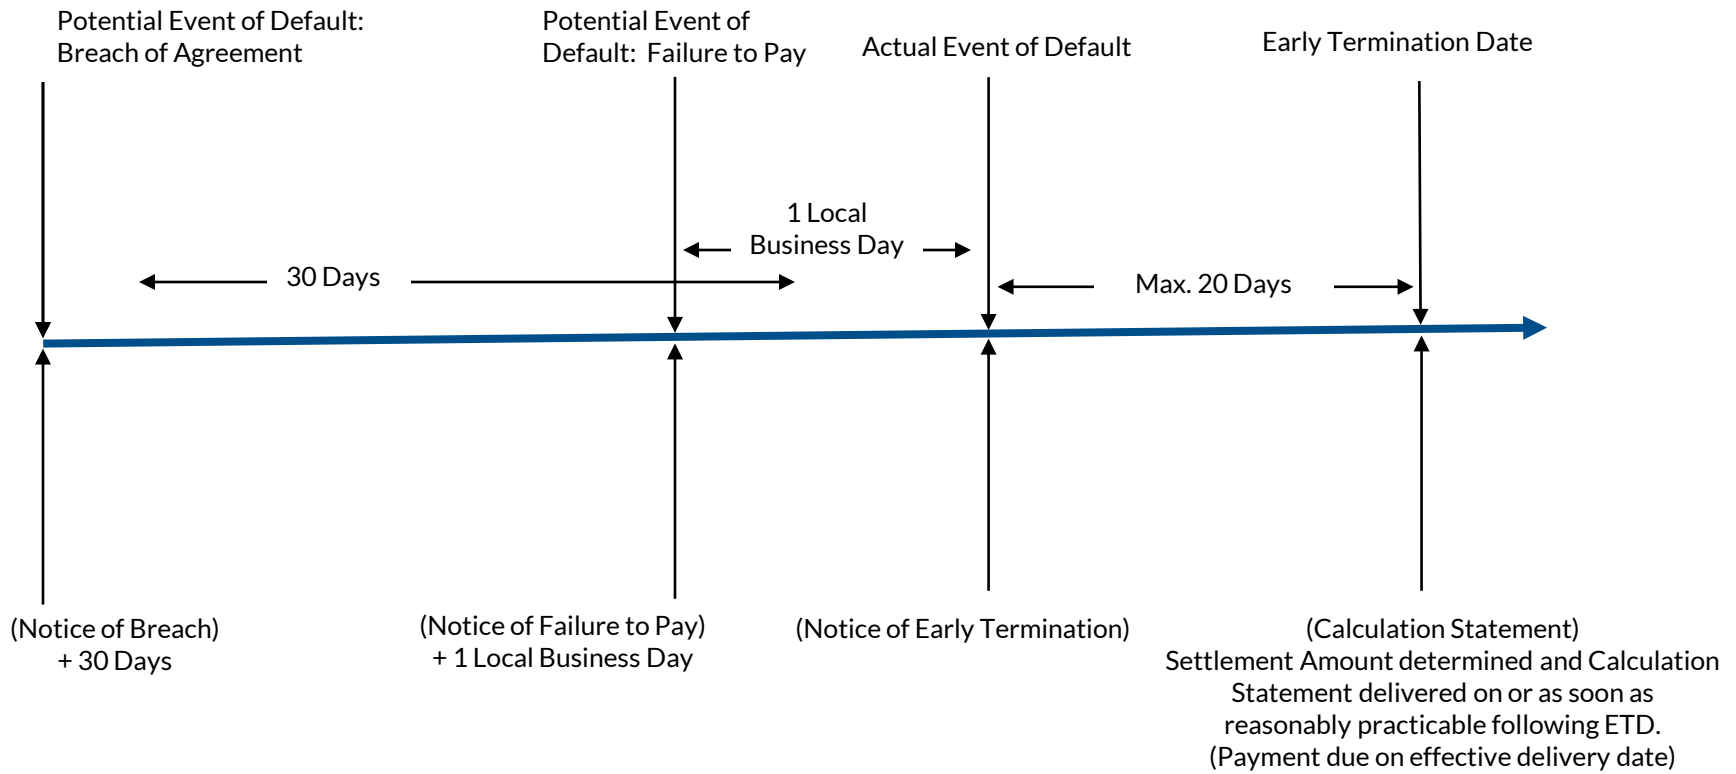 Potential Event of Default:
Breach of Agreement
Potential Event of
Default:  Failure to Pay
Actual Event of Default
Early Termination Date
1 Local
Business Day
30 Days
Max. 20 Days
(Notice of Breach)
+ 30 Days
(Notice of Failure to Pay)
+ 1 Local Business Day
(Notice of Early Termination)
(Calculation Statement)
Settlement Amount determined and Calculation
Statement delivered on or as soon as
reasonably practicable following ETD.
(Payment due on effective delivery date)